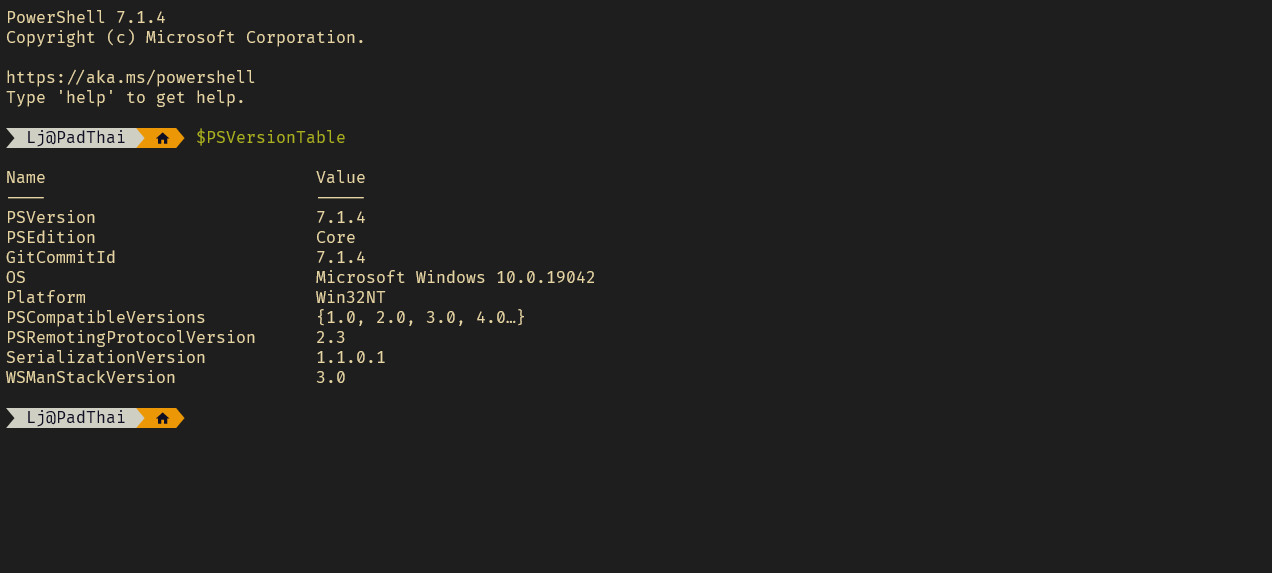 PowerShell 7.1.4
Copyright (c) Microsoft Corporation.
https://aka.ms/powershell
Type 'help' to get help.
Lj@PadThai $PSVersionTable
Name Value
---- -----
PSVersion 7.1.4
PSEdition Core
GitCommitId 7.1.4
OS Microsoft Windows 10.0.19042
Platform Win32NT
PSCompatibleVersions {1.0, 2.0, 3.0, 4.0…}
PSRemotingProtocolVersion 2.3
SerializationVersion 1.1.0.1
WSManStackVersion 3.0
Lj@PadThai